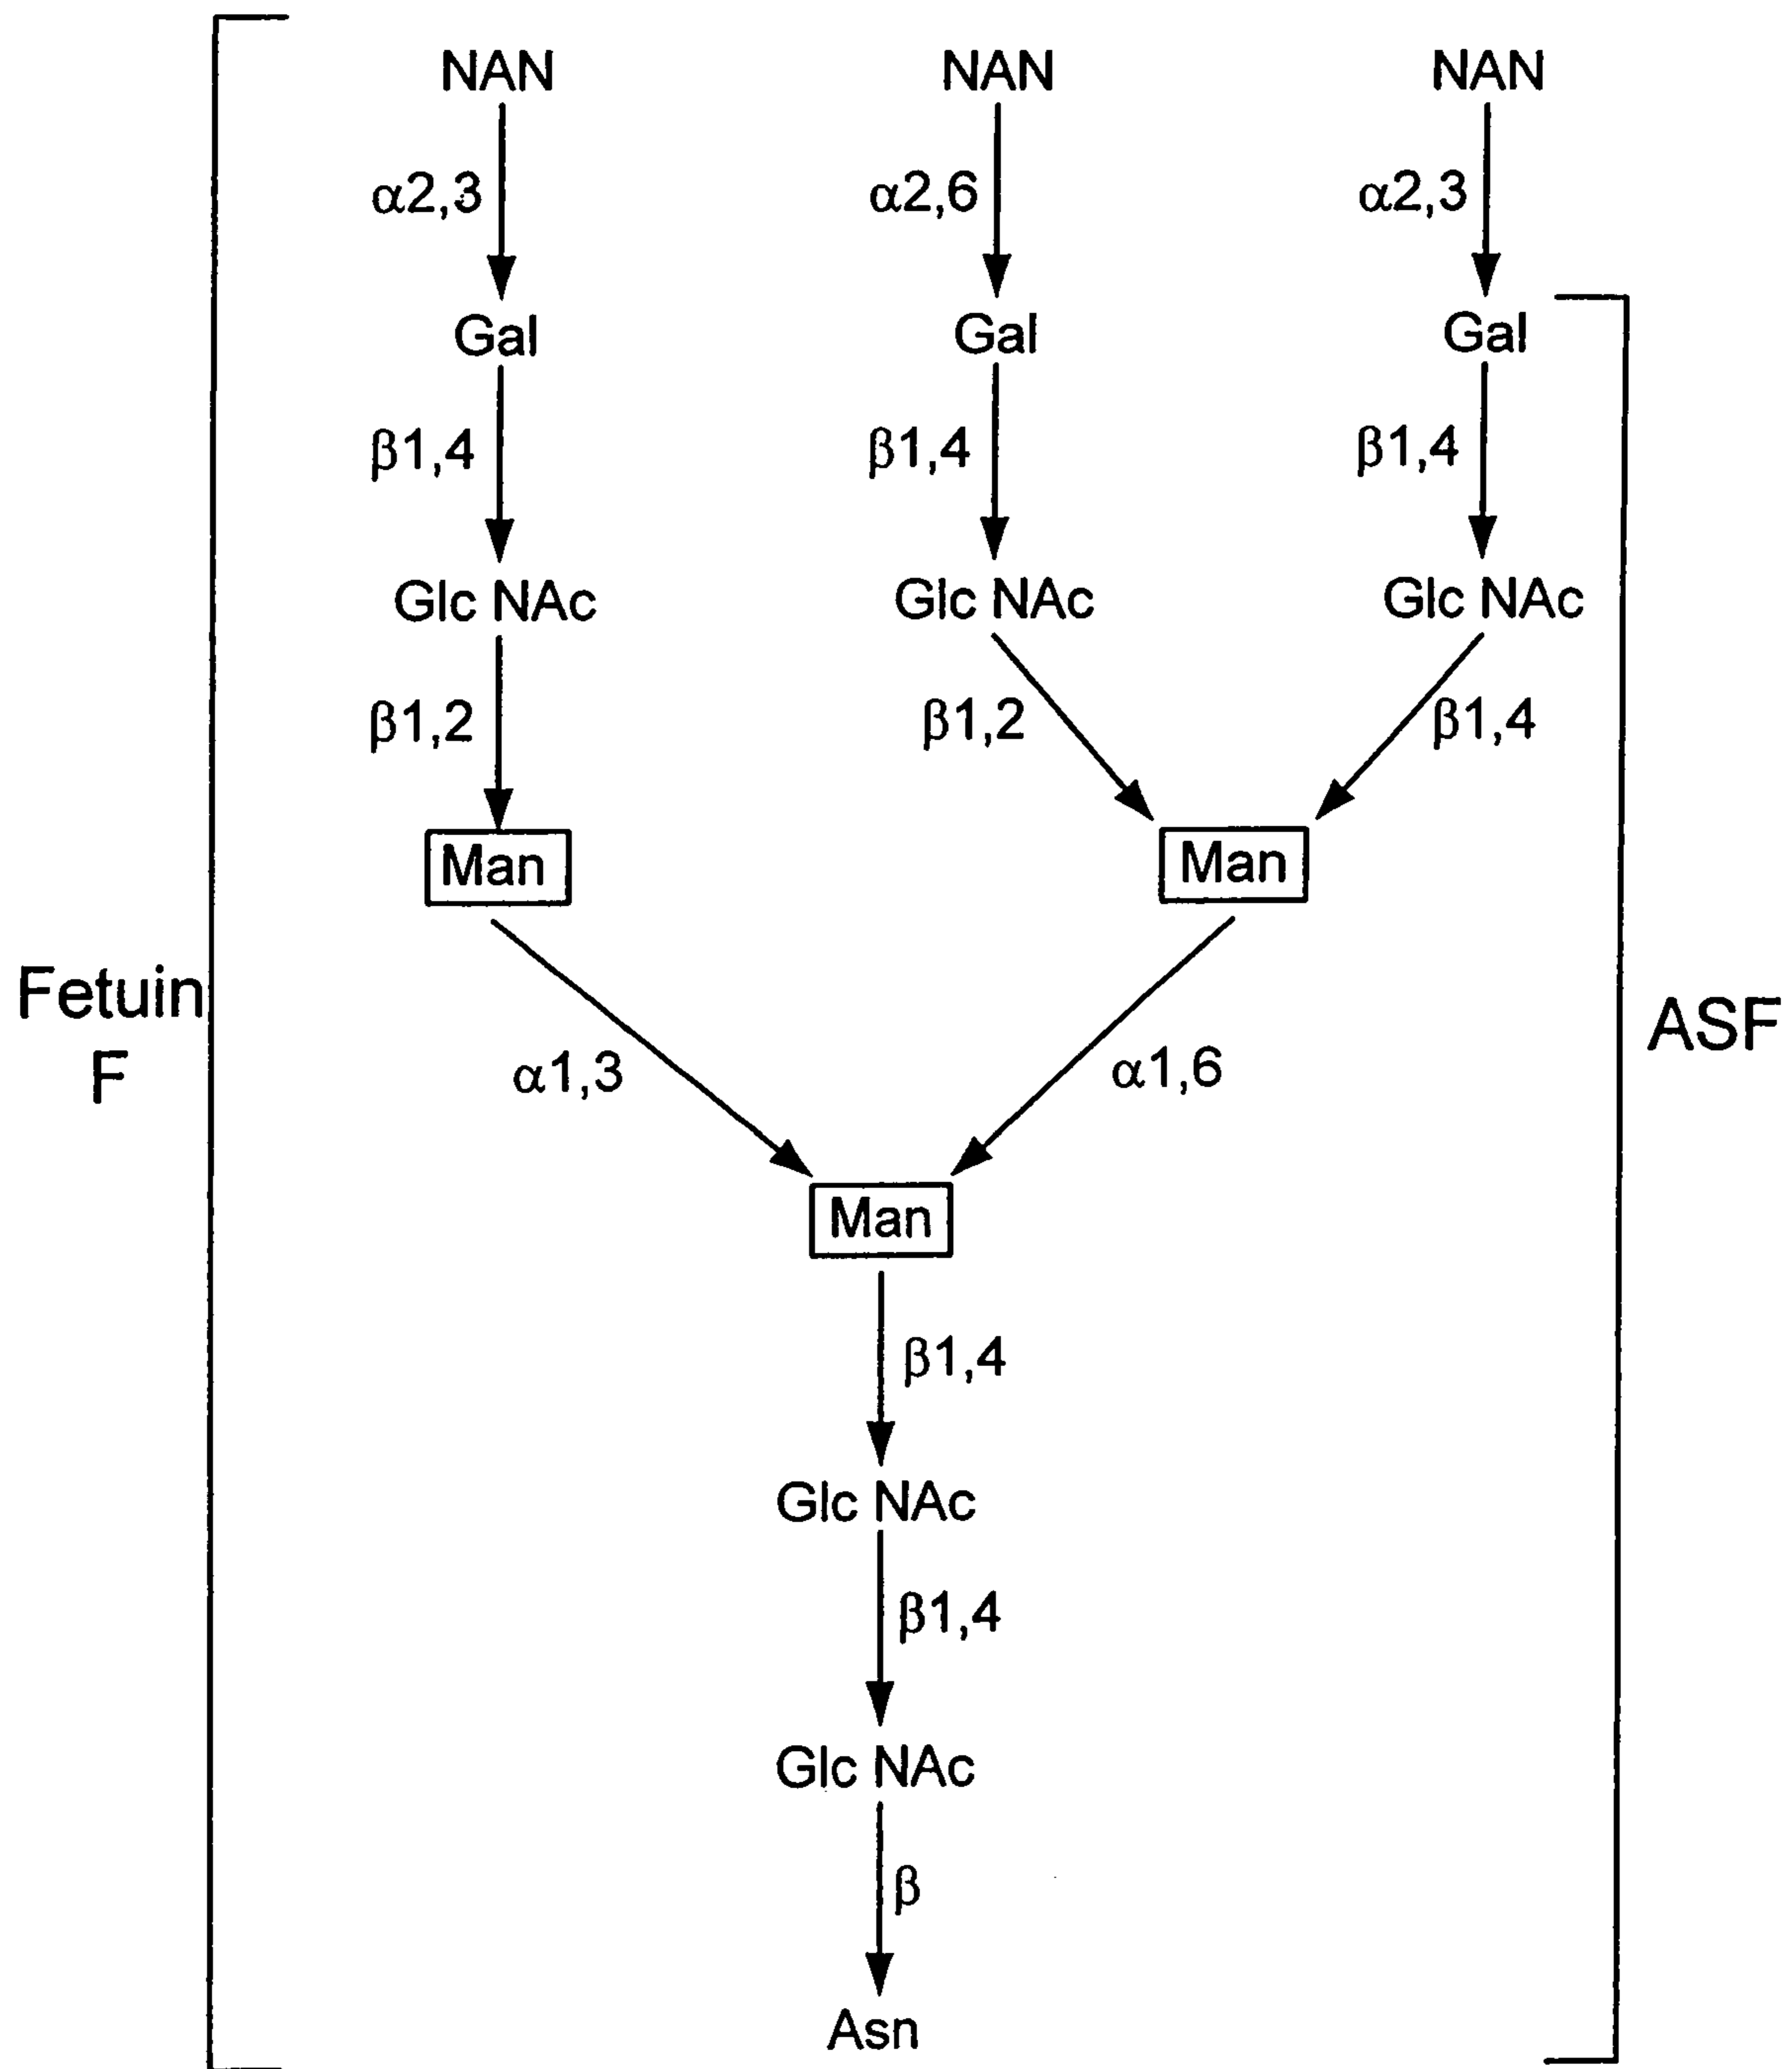 NAN NAN NAN
α2,3 α2,6 α2,3
Gal Gal Gal
β1,4 β1,4 β1,4
Glc NAc Glc NAc Glc NAc
β1,2 β1,2 β1,4
Man Man
Fetuin
F
ASF
α1,3 α1,6
Man
β1,4
Glc NAc
β1,4
Glc NAc
β
Asn